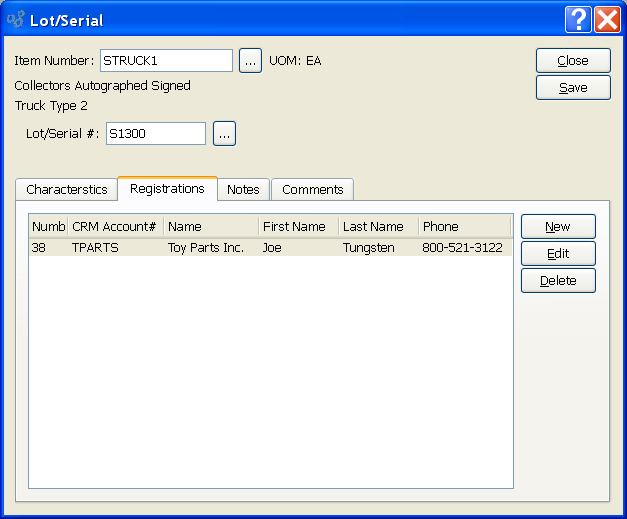 Lot/Serial
Item Number: STRUCK1 ... UOM: EA Close
Collectors Autographed Signed Save
Truck Type 2
Lot/Serial #: S1300 ...
Characterstics Registrations Notes Comments
Numb CRM Account# Name First Name Last Name Phone New
38 TPARTS Toy Parts Inc. Joe Tungsten 800-521-3122 Edit
Delete